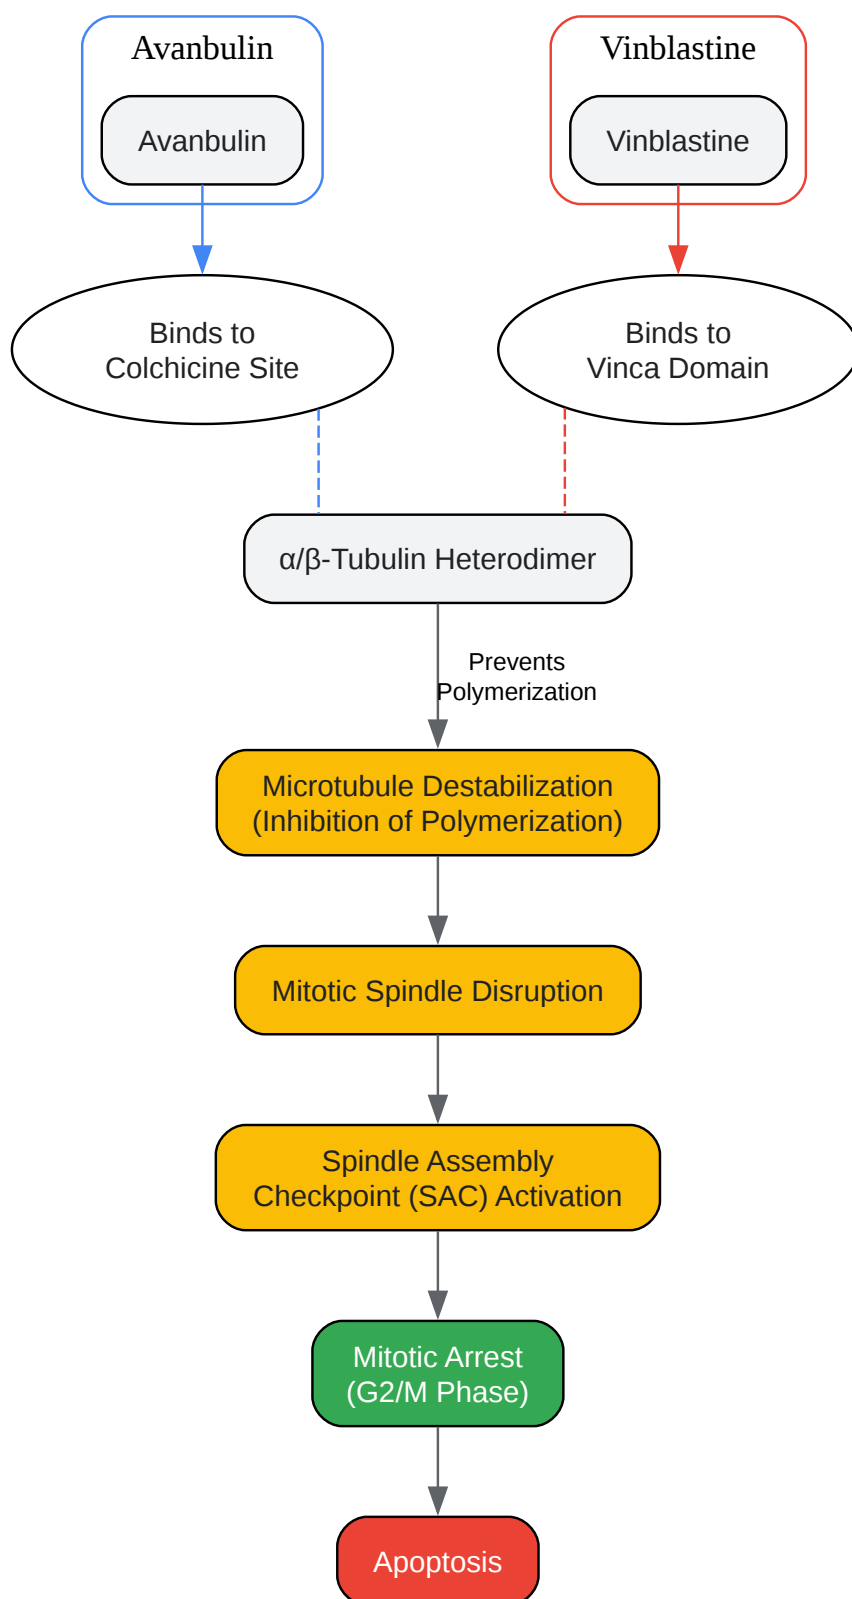 Avanbulin
Vinblastine
Avanbulin
Vinblastine
Binds to
Colchicine Site
Binds to
Vinca Domain
α/β-Tubulin Heterodimer
Prevents
Polymerization
Microtubule Destabilization
(Inhibition of Polymerization)
Mitotic Spindle Disruption
Spindle Assembly
Checkpoint (SAC) Activation
Mitotic Arrest
(G2/M Phase)
Apoptosis